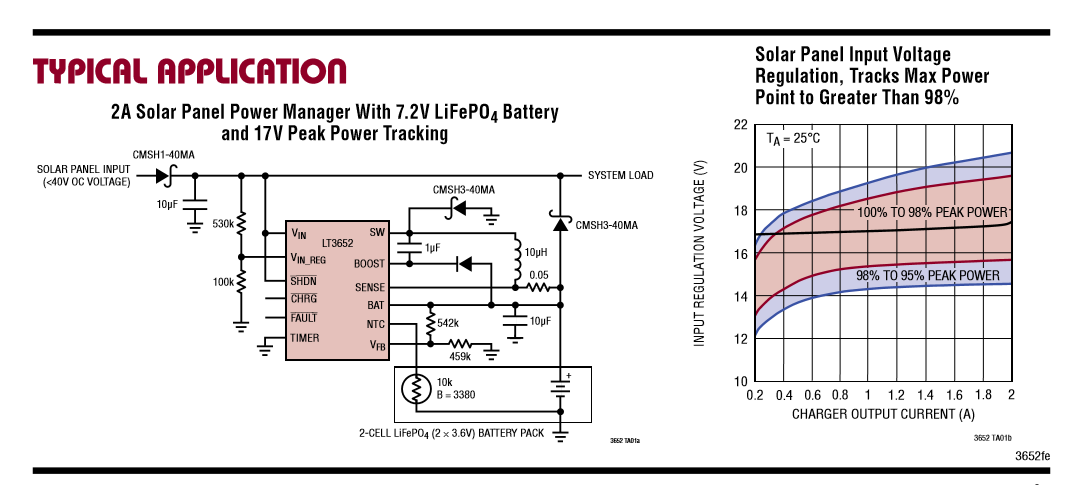 TYPICAL APPLICATION
2A Solar Panel Power Manager With 7.2V LiFePO4 Battery
and 17V Peak Power Tracking
SOLAR PANEL INPUT
(<40V OC VOLTAGE)
CMSH1-40MA
10µF
530k
100k
SYSTEM LOAD
CMSH3-40MA
CMSH3-40MA
LT3652
VIN
VIN_REG
SHDN
CHRG
FAULT
TIMER
SW
BOOST
SENSE
BAT
NTC
VFB
1µF
10µH
0.05
10µF
542k
459k
10k
B = 3380
+
2-CELL LiFePO4 (2 × 3.6V) BATTERY PACK
3652 TA01a
Solar Panel Input Voltage
Regulation, Tracks Max Power
Point to Greater Than 98%
INPUT REGULATION VOLTAGE (V)
22
20
18
16
14
12
10
TA = 25°C
100% TO 98% PEAK POWER
98% TO 95% PEAK POWER
0.2 0.4 0.6 0.8 1 1.2 1.4 1.6 1.8 2
CHARGER OUTPUT CURRENT (A)
3652 TA01b
3652fe